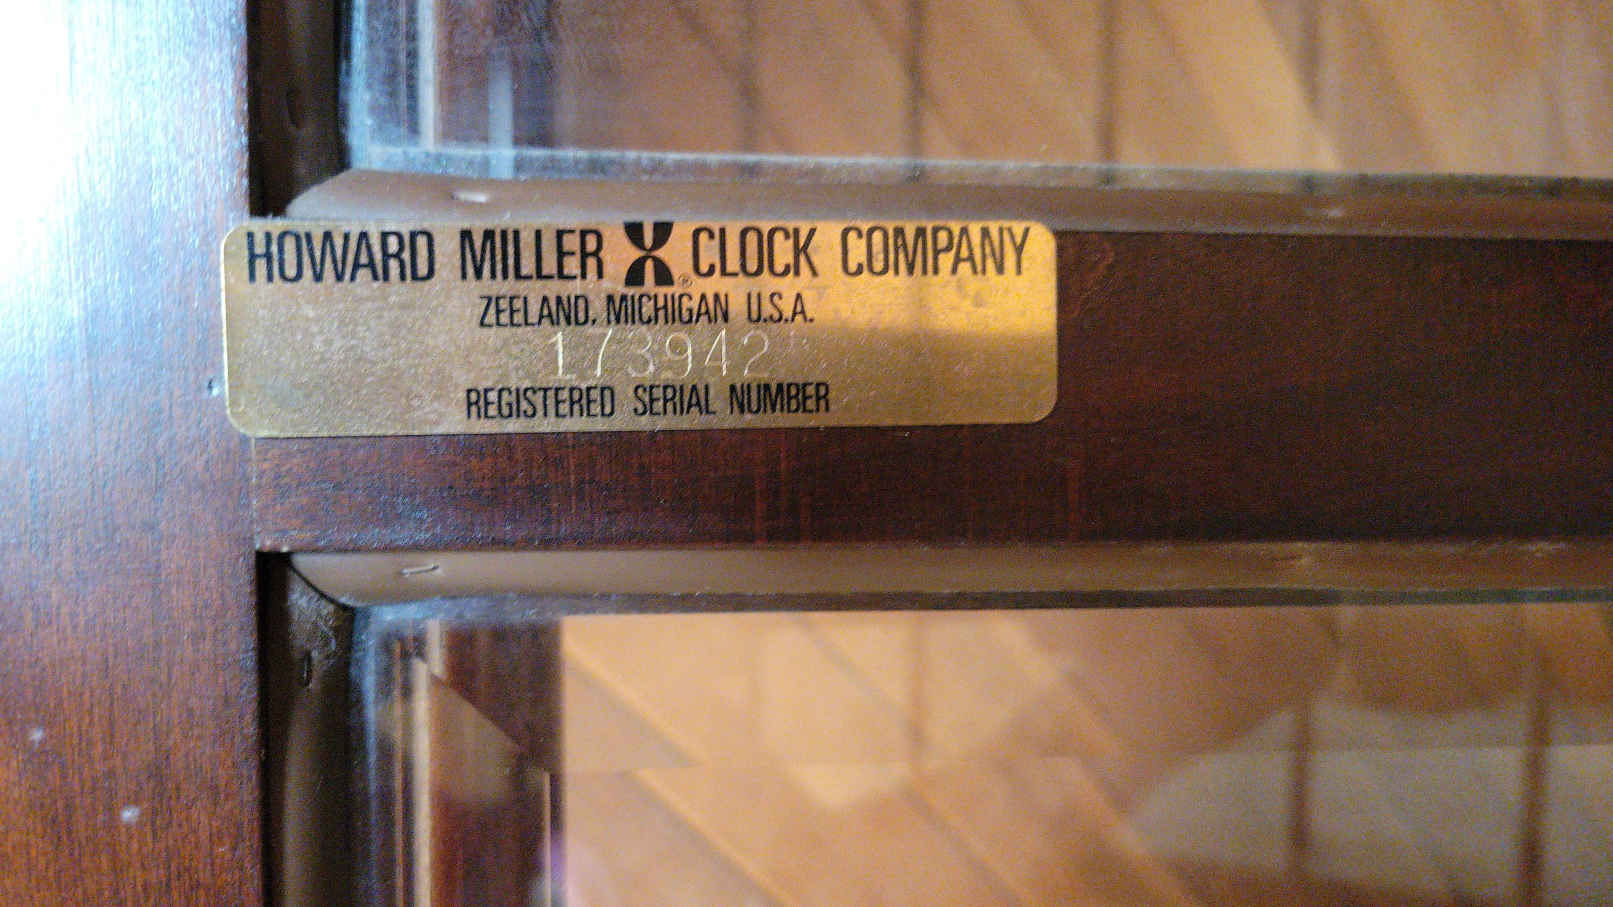 HOWARD MILLER ® CLOCK COMPANY
ZEELAND, MICHIGAN U.S.A.
173942
REGISTERED SERIAL NUMBER